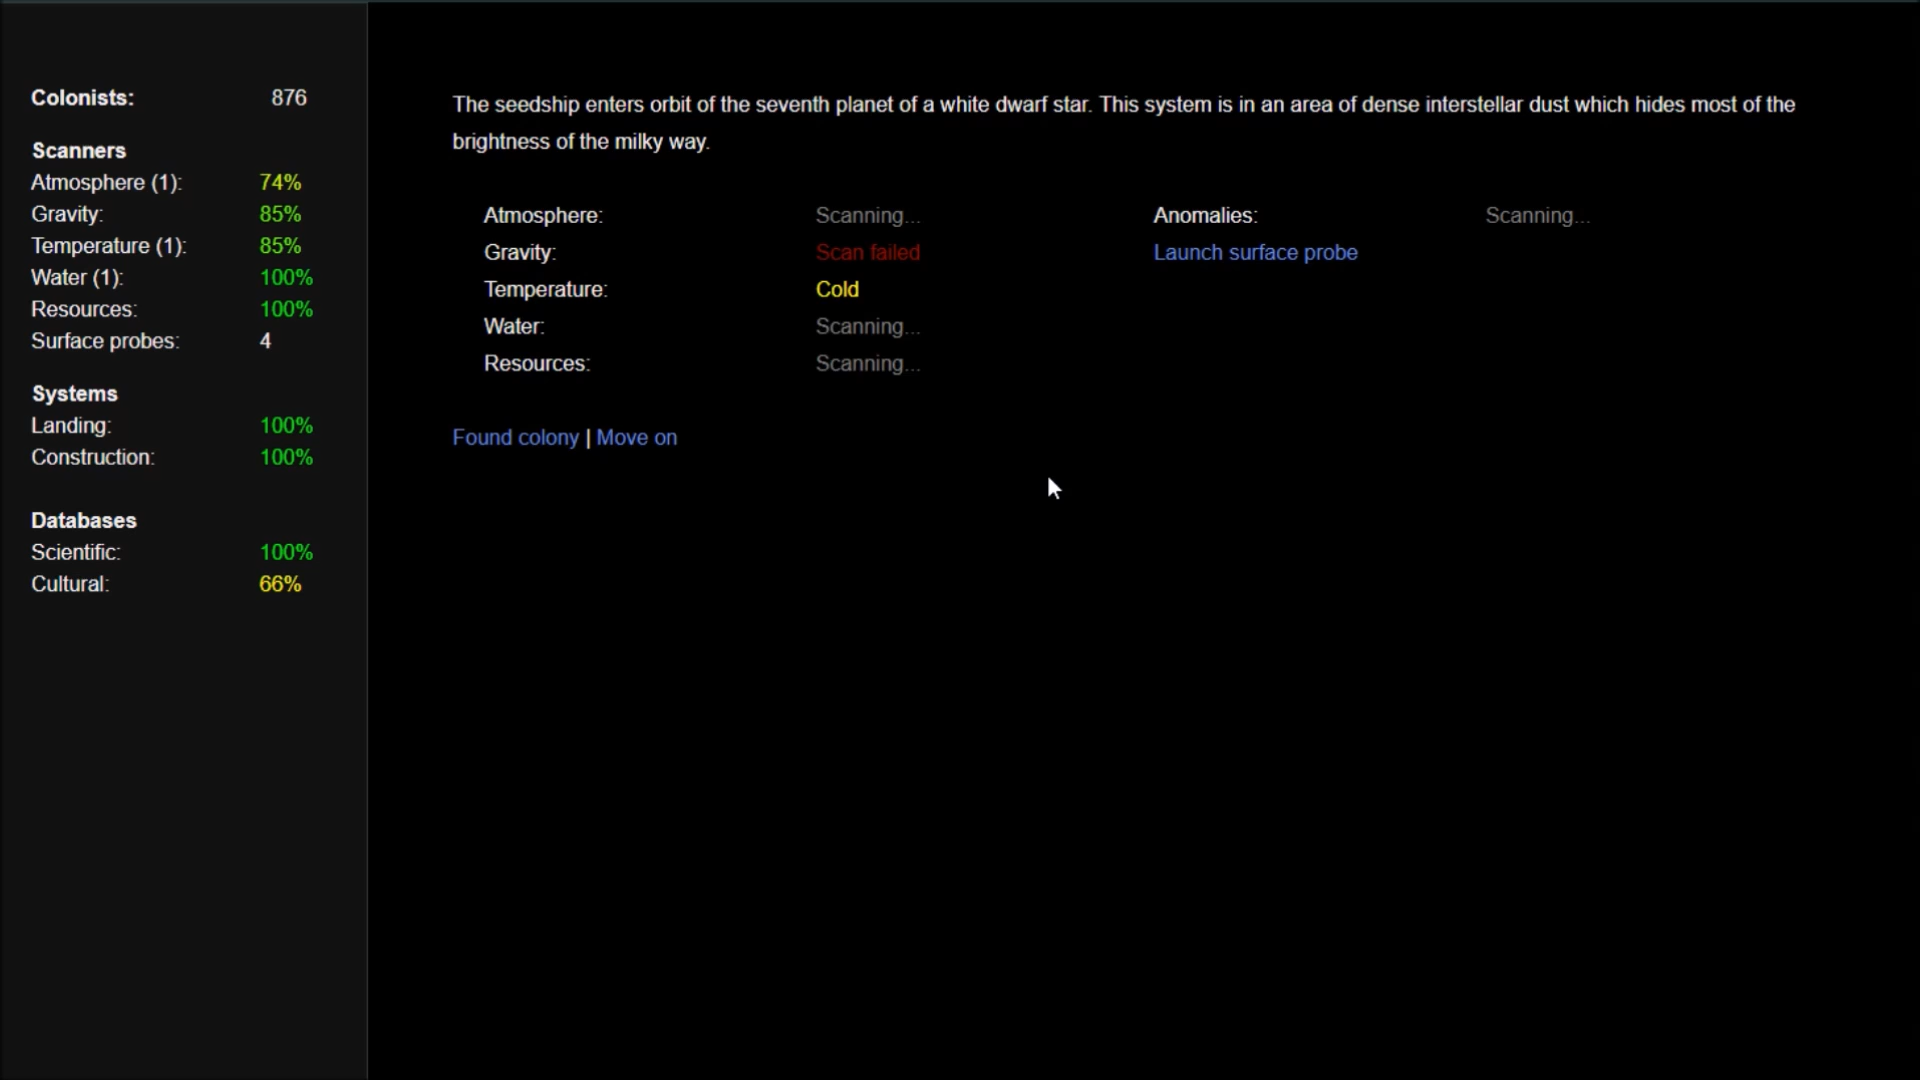 Colonists: 876
Scanners
Atmosphere (1): 74%
Gravity: 85%
Temperature (1): 85%
Water (1): 100%
Resources: 100%
Surface probes: 4
Systems
Landing: 100%
Construction: 100%
Databases
Scientific: 100%
Cultural: 66%
The seedship enters orbit of the seventh planet of a white dwarf star. This system is in an area of dense interstellar dust which hides most of the
brightness of the milky way.
Atmosphere: Scanning... Anomalies: Scanning...
Gravity: Scan failed Launch surface probe
Temperature: Cold
Water: Scanning...
Resources: Scanning...
Found colony | Move on